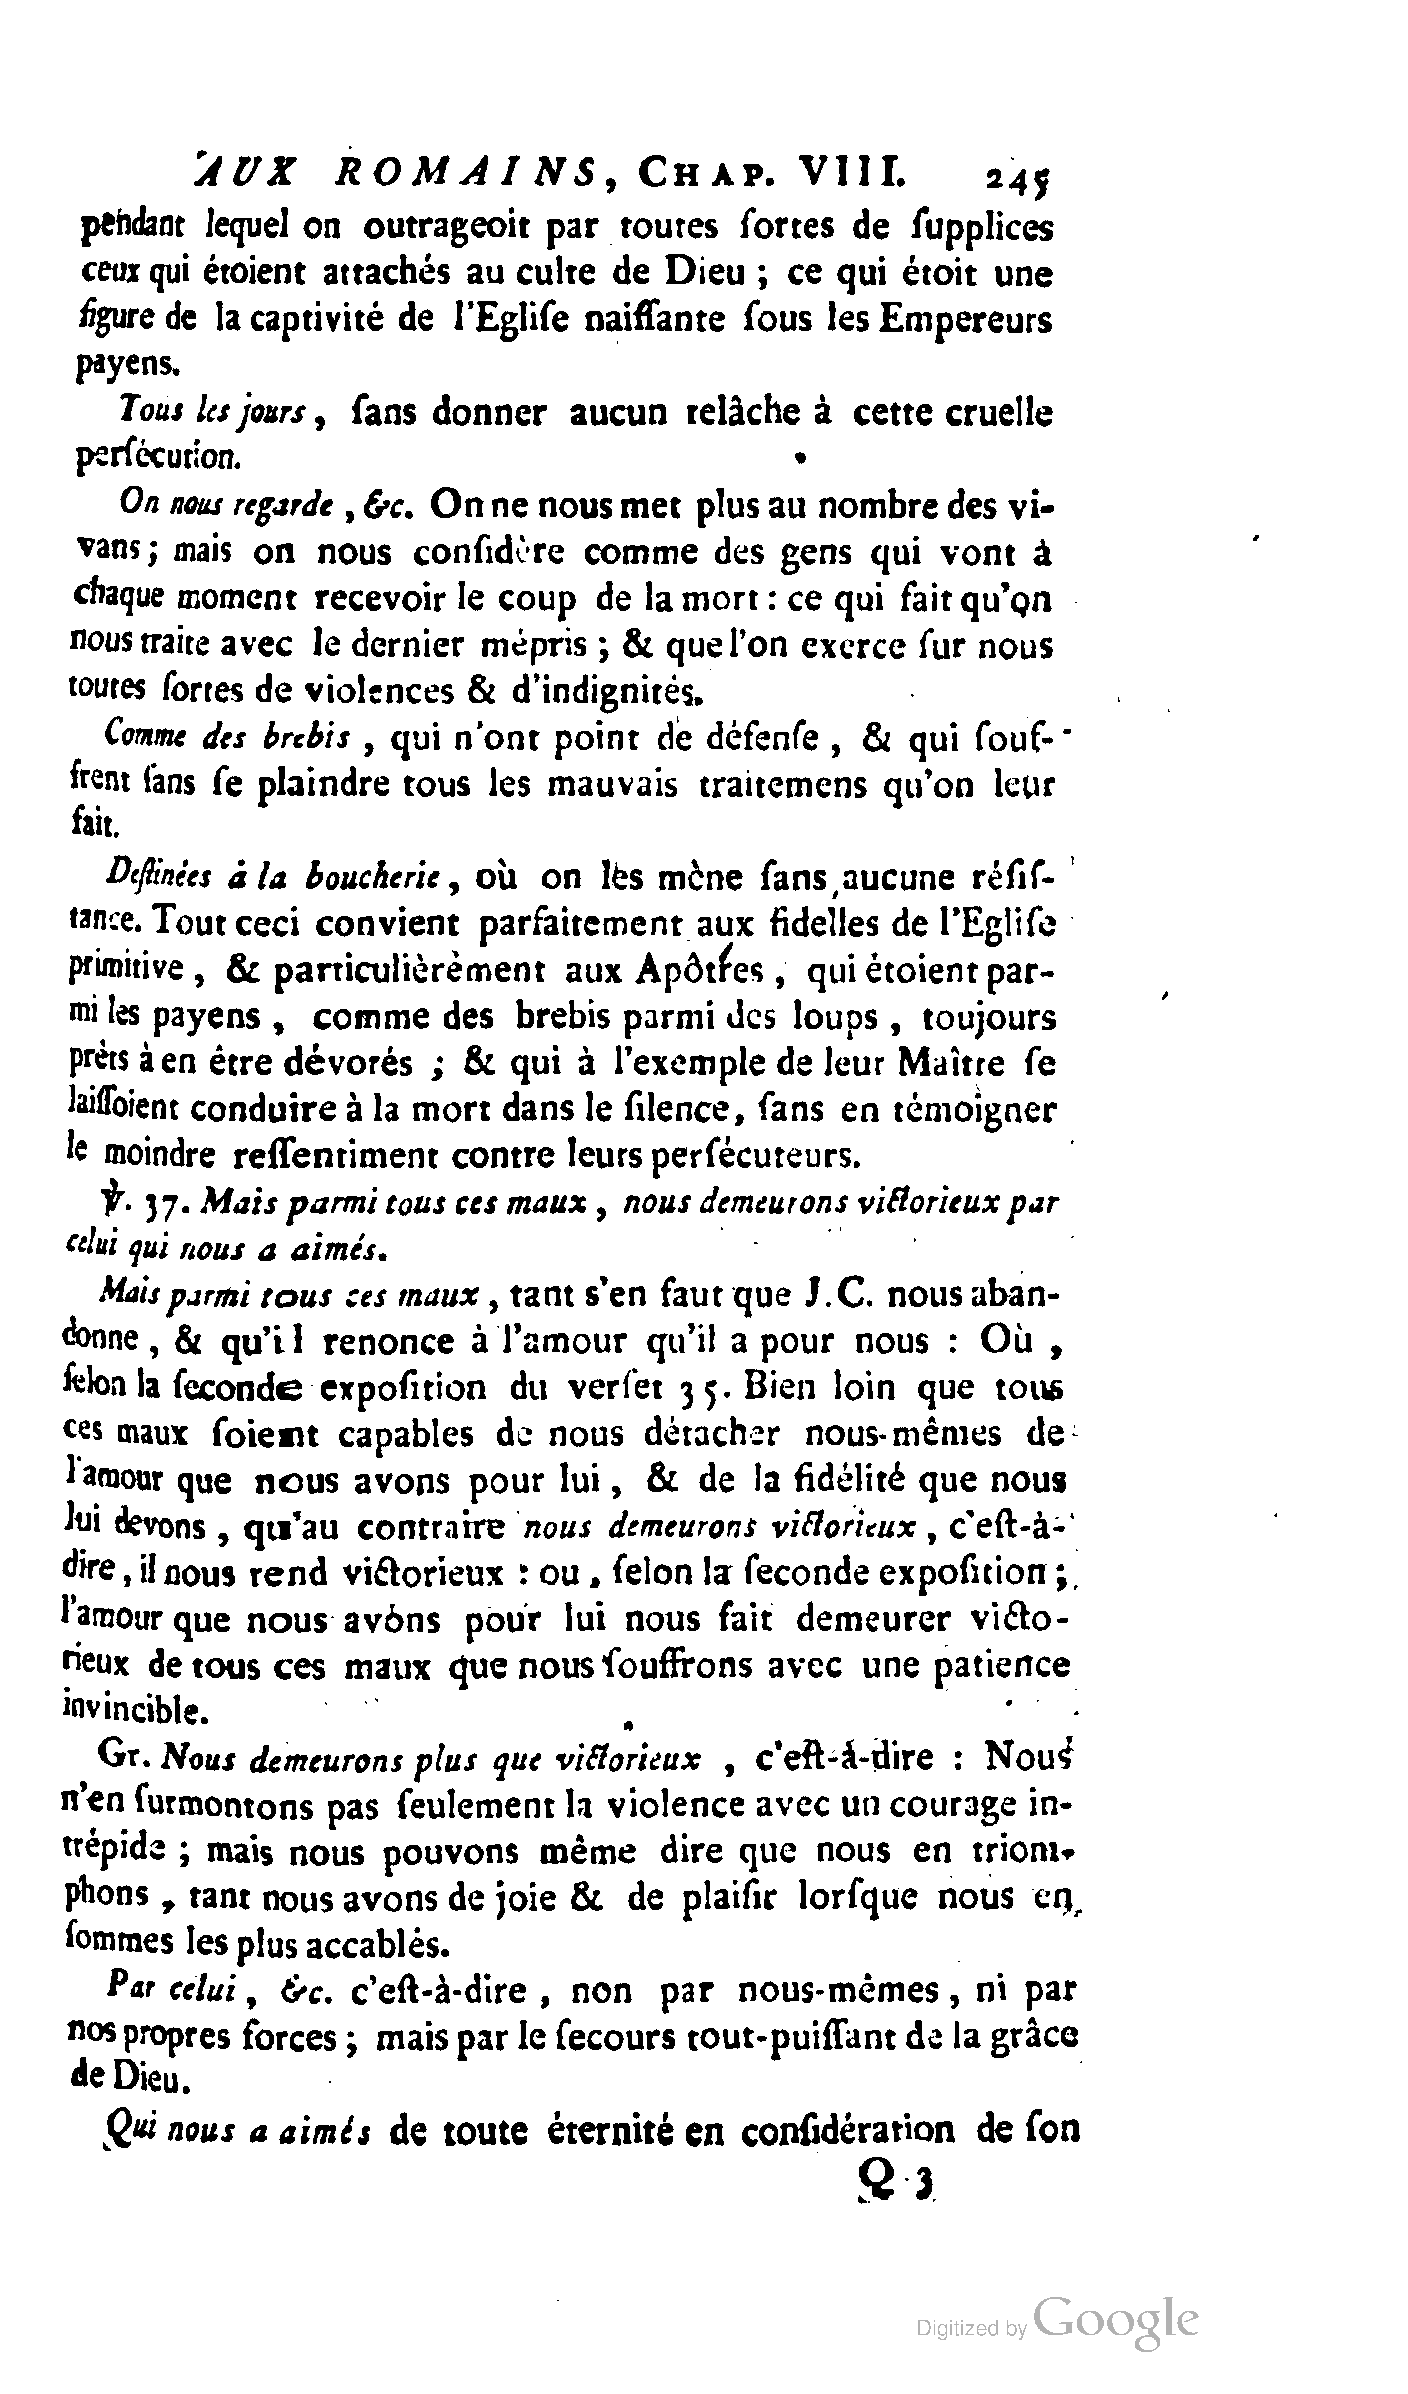 AUX ROMAINS, CHAP. VIII. 245
pendant lequel on outrageoit par toutes ſortes de ſupplices
ceux qui étoient attachés au culte de Dieu ; ce qui étoit une
figure de la captivité de l'Egliſe naiſſante ſous les Empereurs
payens.
Tous les jours, ſans donner aucun relâche à cette cruelle
perſécution.
On nous regarde, &c. On ne nous met plus au nombre des vi-
vans ; mais on nous conſidère comme des gens qui vont à
chaque moment recevoir le coup de la mort : ce qui fait qu'on
nous traite avec le dernier mépris ; & que l'on exerce ſur nous
toutes ſortes de violences & d'indignités.
Comme des brebis, qui n'ont point de défenſe, & qui ſouf-
frent ſans ſe plaindre tous les mauvais traitemens qu'on leur
fait.
Deſtinées à la boucherie, où on les mène ſans aucune réſiſ-
tance. Tout ceci convient parfaitement aux fidelles de l'Egliſe
primitive, & particulièrement aux Apôtres, qui étoient par-
mi les payens, comme des brebis parmi des loups, toujours
prêts à en être dévorés ; & qui à l'exemple de leur Maître ſe
laiſſoient conduire à la mort dans le ſilence, ſans en témoigner
le moindre reſſentiment contre leurs perſécuteurs.
℣. 37. Mais parmi tous ces maux, nous demeurons victorieux par
celui qui nous a aimés.
Mais parmi tous ces maux, tant s'en faut que J. C. nous aban-
donne, & qu'il renonce à l'amour qu'il a pour nous : Où,
ſelon la ſeconde expoſition du verſet 35. Bien loin que tous
ces maux ſoient capables de nous détacher nous-mêmes de
l'amour que nous avons pour lui, & de la fidélité que nous
lui devons, qu'au contraire nous demeurons victorieux, c'eſt-à-
dire, il nous rend victorieux : ou, ſelon la ſeconde expoſition ;
l'amour que nous avons pour lui nous fait demeurer victo-
rieux de tous ces maux que nous ſouffrons avec une patience
invincible.
Gr. Nous demeurons plus que victorieux, c'eſt-à-dire : Nous
n'en ſurmontons pas ſeulement la violence avec un courage in-
trépide ; mais nous pouvons même dire que nous en triom-
phons, tant nous avons de joie & de plaiſir lorſque nous en
ſommes les plus accablés.
Par celui, &c. c'eſt-à-dire, non par nous-mêmes, ni par
nos propres forces ; mais par le ſecours tout-puiſſant de la grâce
de Dieu.
Qui nous a aimés de toute éternité en conſidération de ſon
Q 3
Digitized by Google